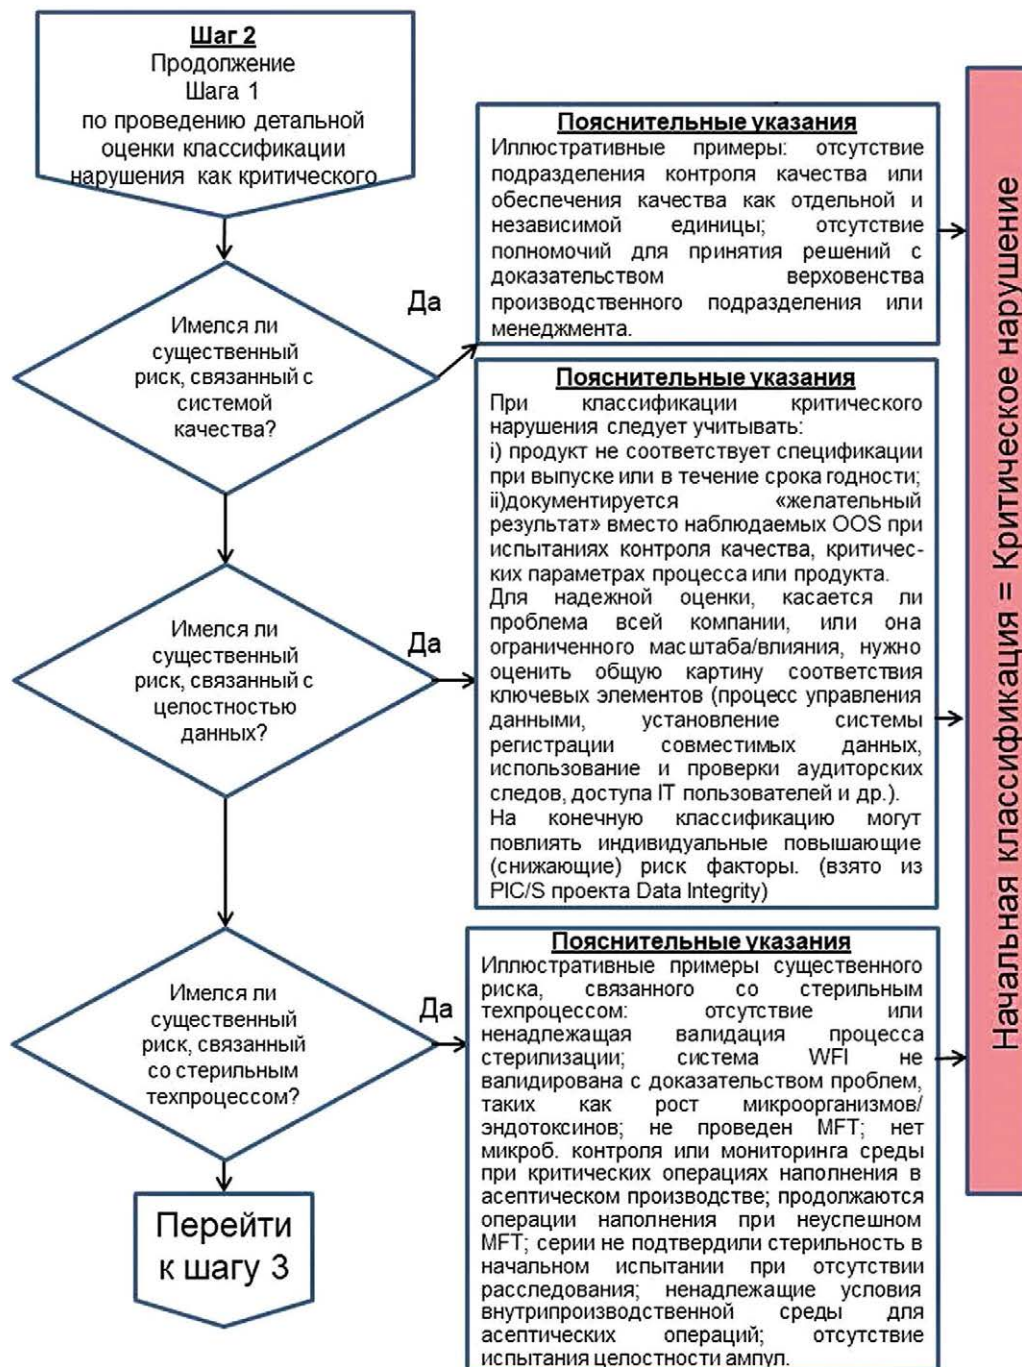 Шаг 2
Продолжение
Шага 1
по проведению детальной
оценки классификации
нарушения как критического
Пояснительные указания
Иллюстративные примеры: отсутствие
подразделения контроля качества или
обеспечения качества как отдельной и
независимой единицы; отсутствие
полномочий для принятия решений с
доказательством верховенства
производственного подразделения или
менеджмента.
Да
Имелся ли
существенный
риск, связанный с
системой
качества?
Пояснительные указания
При классификации критического
нарушения следует учитывать:
i) продукт не соответствует спецификации
при выпуске или в течение срока годности;
ii)документируется «желательный
результат» вместо наблюдаемых OOS при
испытаниях контроля качества, критичес-
ких параметрах процесса или продукта.
Для надежной оценки, касается ли
проблема всей компании, или она
ограниченного масштаба/влияния, нужно
оценить общую картину соответствия
ключевых элементов (процесс управления
данными, установление системы
регистрации совместимых данных,
использование и проверки аудиторских
следов, доступа IT пользователей и др.).
На конечную классификацию могут
повлиять индивидуальные повышающие
(снижающие) риск факторы. (взято из
PIC/S проекта Data Integrity)
Да
Имелся ли
существенный
риск, связанный с
целостностью
данных?
Пояснительные указания
Иллюстративные примеры существенного
риска, связанного со стерильным
техпроцессом: отсутствие или
ненадлежащая валидация процесса
стерилизации; система WFI не
валидирована с доказательством проблем,
таких как рост микроорганизмов/
эндотоксинов; не проведен MFT; нет
микроб. контроля или мониторинга среды
при критических операциях наполнения в
асептическом производстве; продолжаются
операции наполнения при неуспешном
MFT; серии не подтвердили стерильность в
начальном испытании при отсутствии
расследования; ненадлежащие условия
внутрипроизводственной среды для
асептических операций; отсутствие
испытания целостности ампул.
Да
Имелся ли
существенный
риск, связанный
со стерильным
техпроцессом?
Перейти
к шагу 3
Начальная классификация = Критическое нарушение